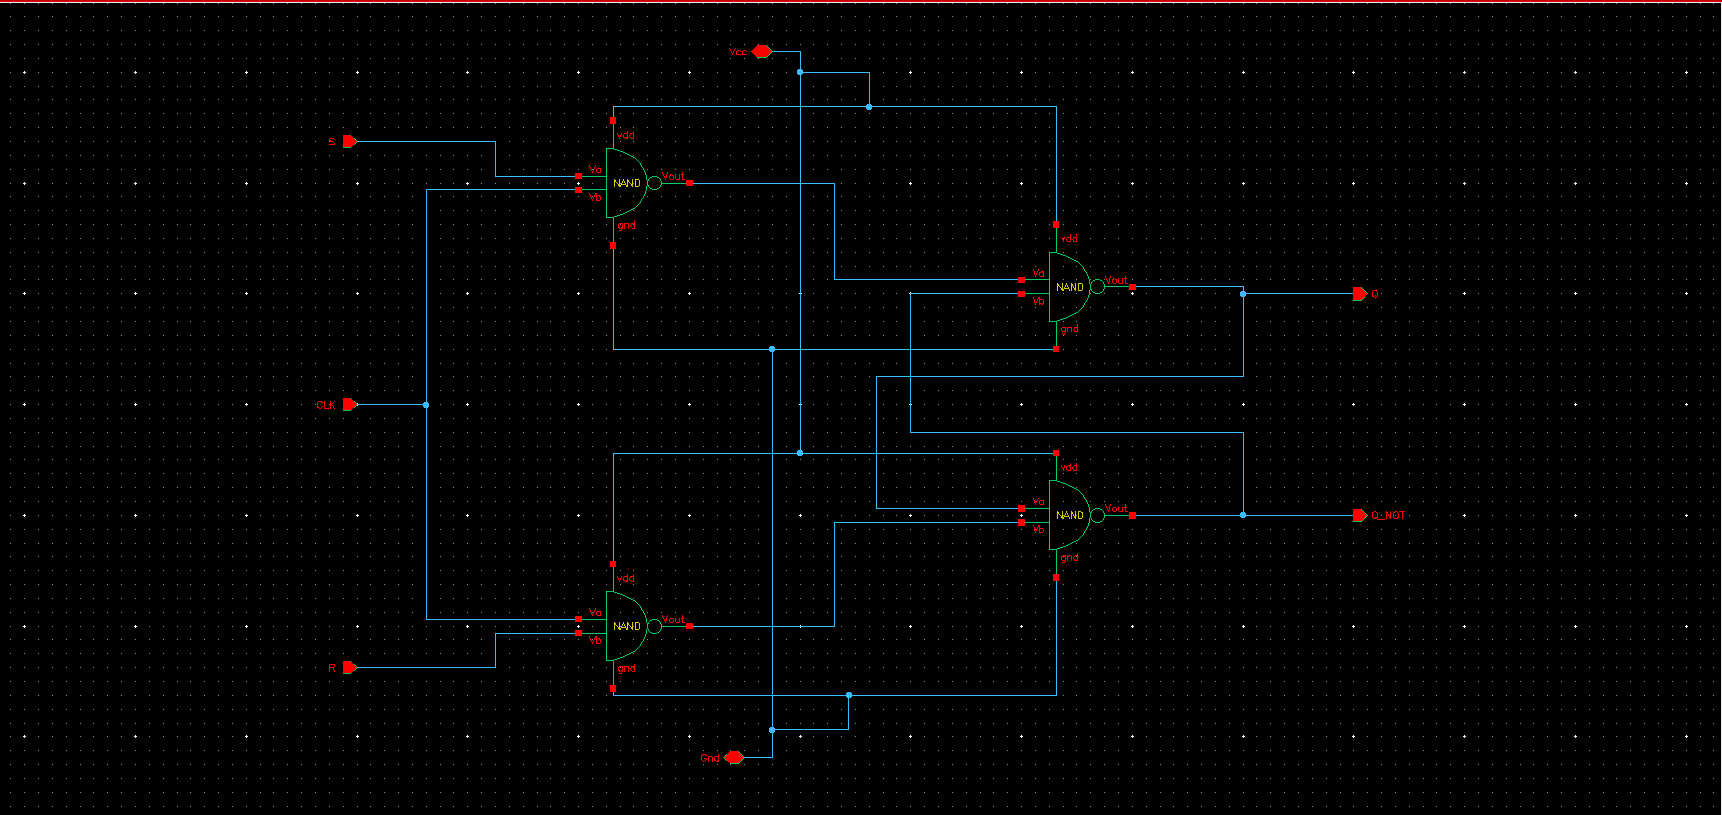 Vcc
S
vdd
Va
NAND
Vout
Vb
gnd
vdd
Va
NAND
Vout
Vb
gnd
Q
CLK
vdd
Va
NAND
Vout
Vb
gnd
Q_NOT
vdd
Va
NAND
Vout
Vb
gnd
R
Gnd